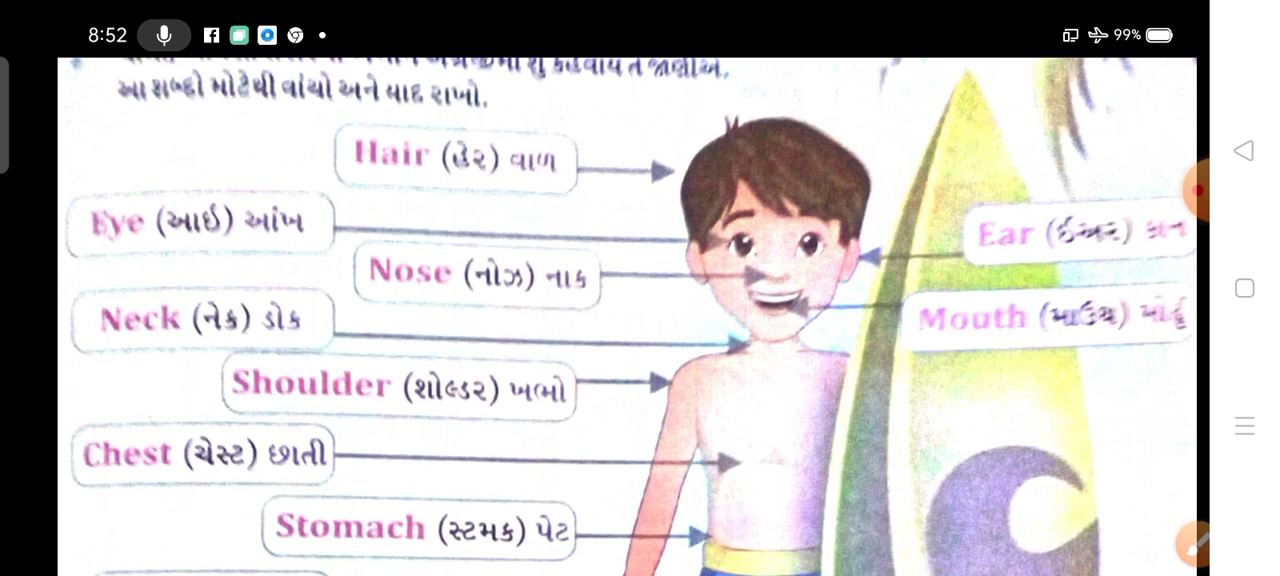 8:52
99%
શું કહેવાય તે જાણીએ.
આ શબ્દો મોટેથી વાંચો અને યાદ રાખો.
Hair (હેર) વાળ
Eye (આઈ) આંખ
Ear (ઈઅર) કાન
Nose (નોઝ) નાક
Neck (નેક) ડોક
Mouth (માઉથ) મોઢું
Shoulder (શોલ્ડર) ખભો
Chest (ચેસ્ટ) છાતી
Stomach (સ્ટમક) પેટ